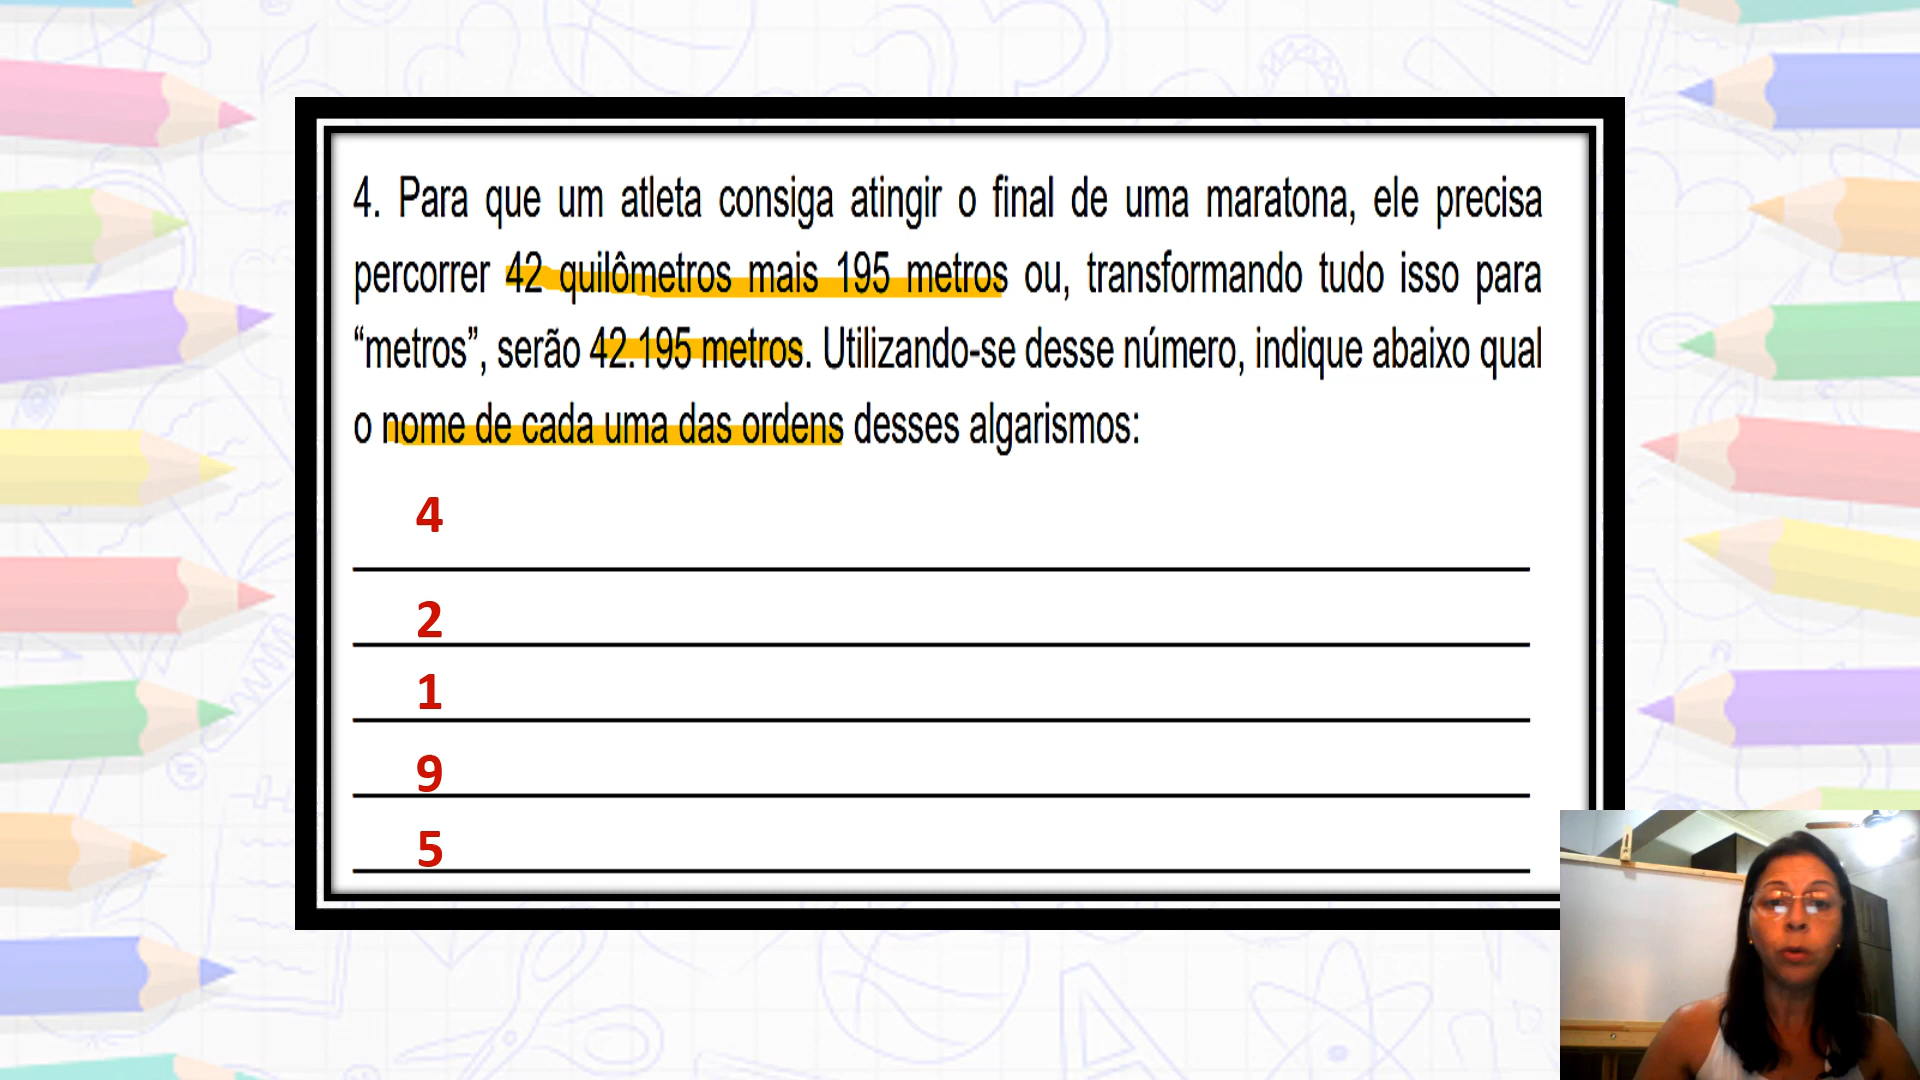 4. Para que um atleta consiga atingir o final de uma maratona, ele precisa
percorrer 42 quilômetros mais 195 metros ou, transformando tudo isso para
“metros”, serão 42.195 metros. Utilizando-se desse número, indique abaixo qual
o nome de cada uma das ordens desses algarismos:
4
2
1
9
5